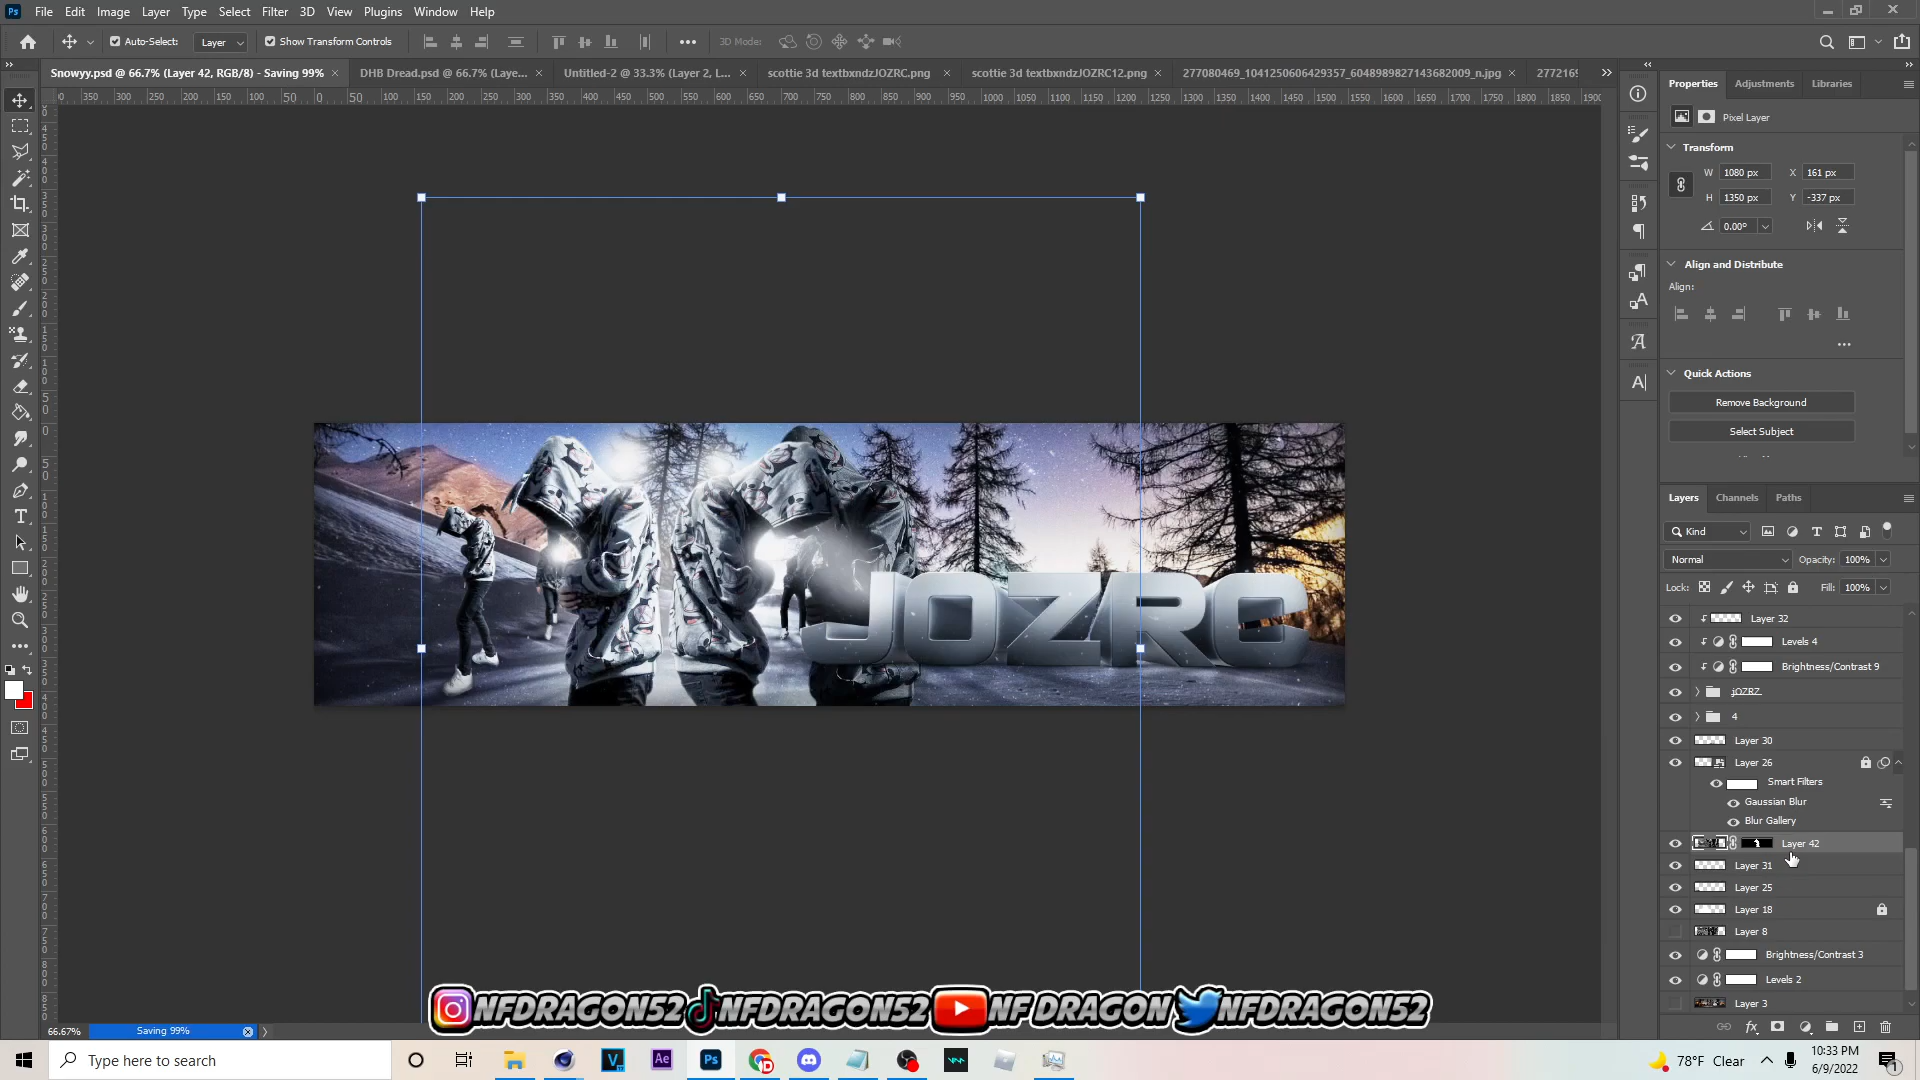 File Edit Image Layer Type Select Filter 3D View Plugins Window Help
Auto-Select: Layer Show Transform Controls 3D Mode:
Snowyy.psd @ 66.7% (Layer 42, RGB/8) - Saving 99% × DHB Dread.psd @ 66.7% (Laye... × Untitled-2 @ 33.3% (Layer 2, L... × scottie 3d textbxndzJOZRC.png × scottie 3d textbxndzJOZRC12.png × 277080469_1041250606429357_6048989827143682009_n.jpg × 2772169
Properties Adjustments Libraries
Pixel Layer
Transform
W 1080 px X 161 px
H 1350 px Y -337 px
0.00°
Align and Distribute
Align:
Quick Actions
Remove Background
Select Subject
Layers Channels Paths
Kind
Normal Opacity: 100%
Lock: Fill: 100%
Layer 32
Levels 4
Brightness/Contrast 9
jOZRZ
4
Layer 30
Layer 26
Smart Filters
Gaussian Blur
Blur Gallery
Layer 42
Layer 31
Layer 25
Layer 18
Layer 8
Brightness/Contrast 3
Levels 2
Layer 3
JOZRC
NFDRAGON52 NFDRAGON52 NF DRAGON NFDRAGON52
66.67% Saving 99%
Type here to search
78°F Clear
10:33 PM
6/9/2022